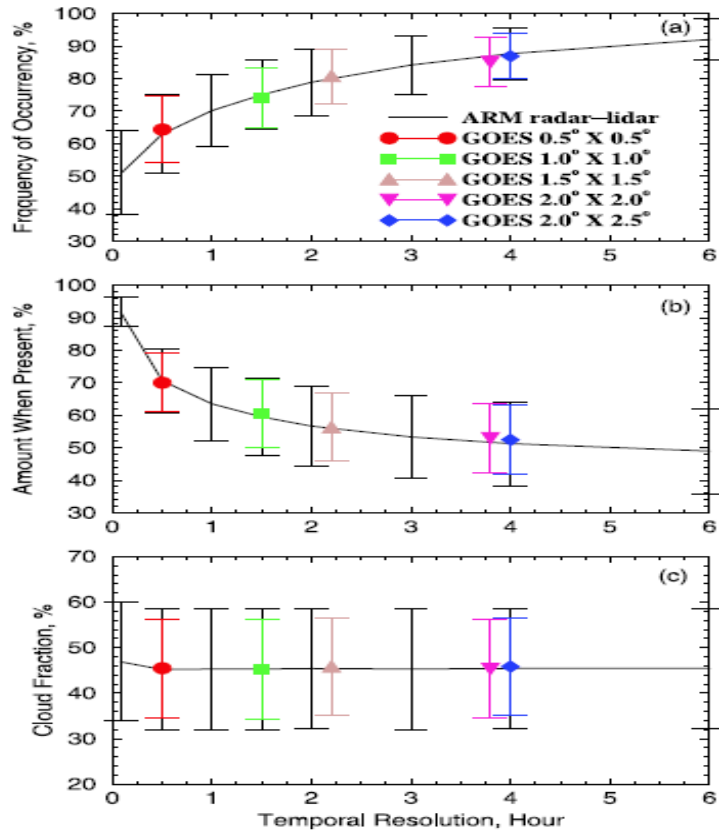 Frqquency of Occurrency, %
100
90
80
70
60
50
40
30
(a)
ARM radar–lidar
GOES 0.5° X 0.5°
GOES 1.0° X 1.0°
GOES 1.5° X 1.5°
GOES 2.0° X 2.0°
GOES 2.0° X 2.5°
0 1 2 3 4 5 6
Amount When Present, %
100
90
80
70
60
50
40
30
(b)
0 1 2 3 4 5 6
Cloud Fraction, %
70
60
50
40
30
20
(c)
0 1 2 3 4 5 6
Temporal Resolution, Hour